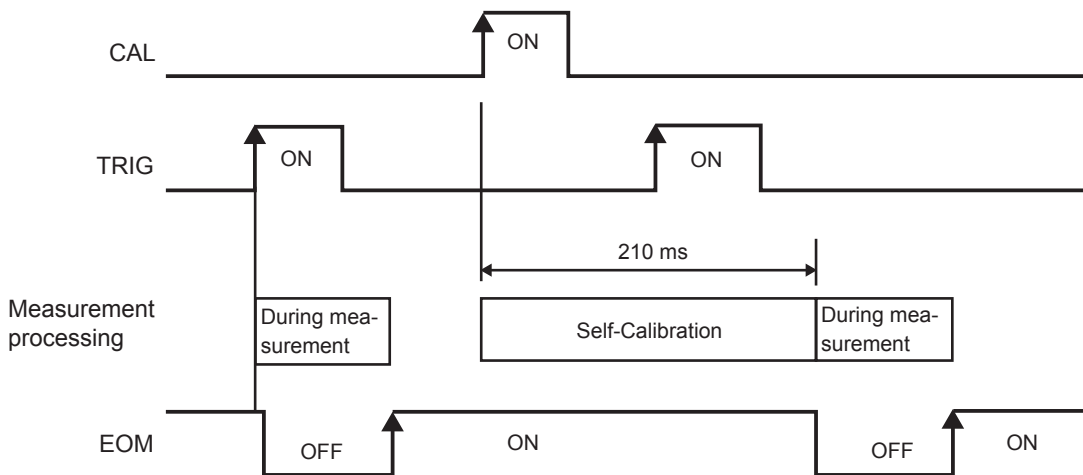 CAL
ON
TRIG
ON
ON
210 ms
Measurement
processing
During mea-
surement
Self-Calibration
During mea-
surement
EOM
OFF
ON
OFF
ON